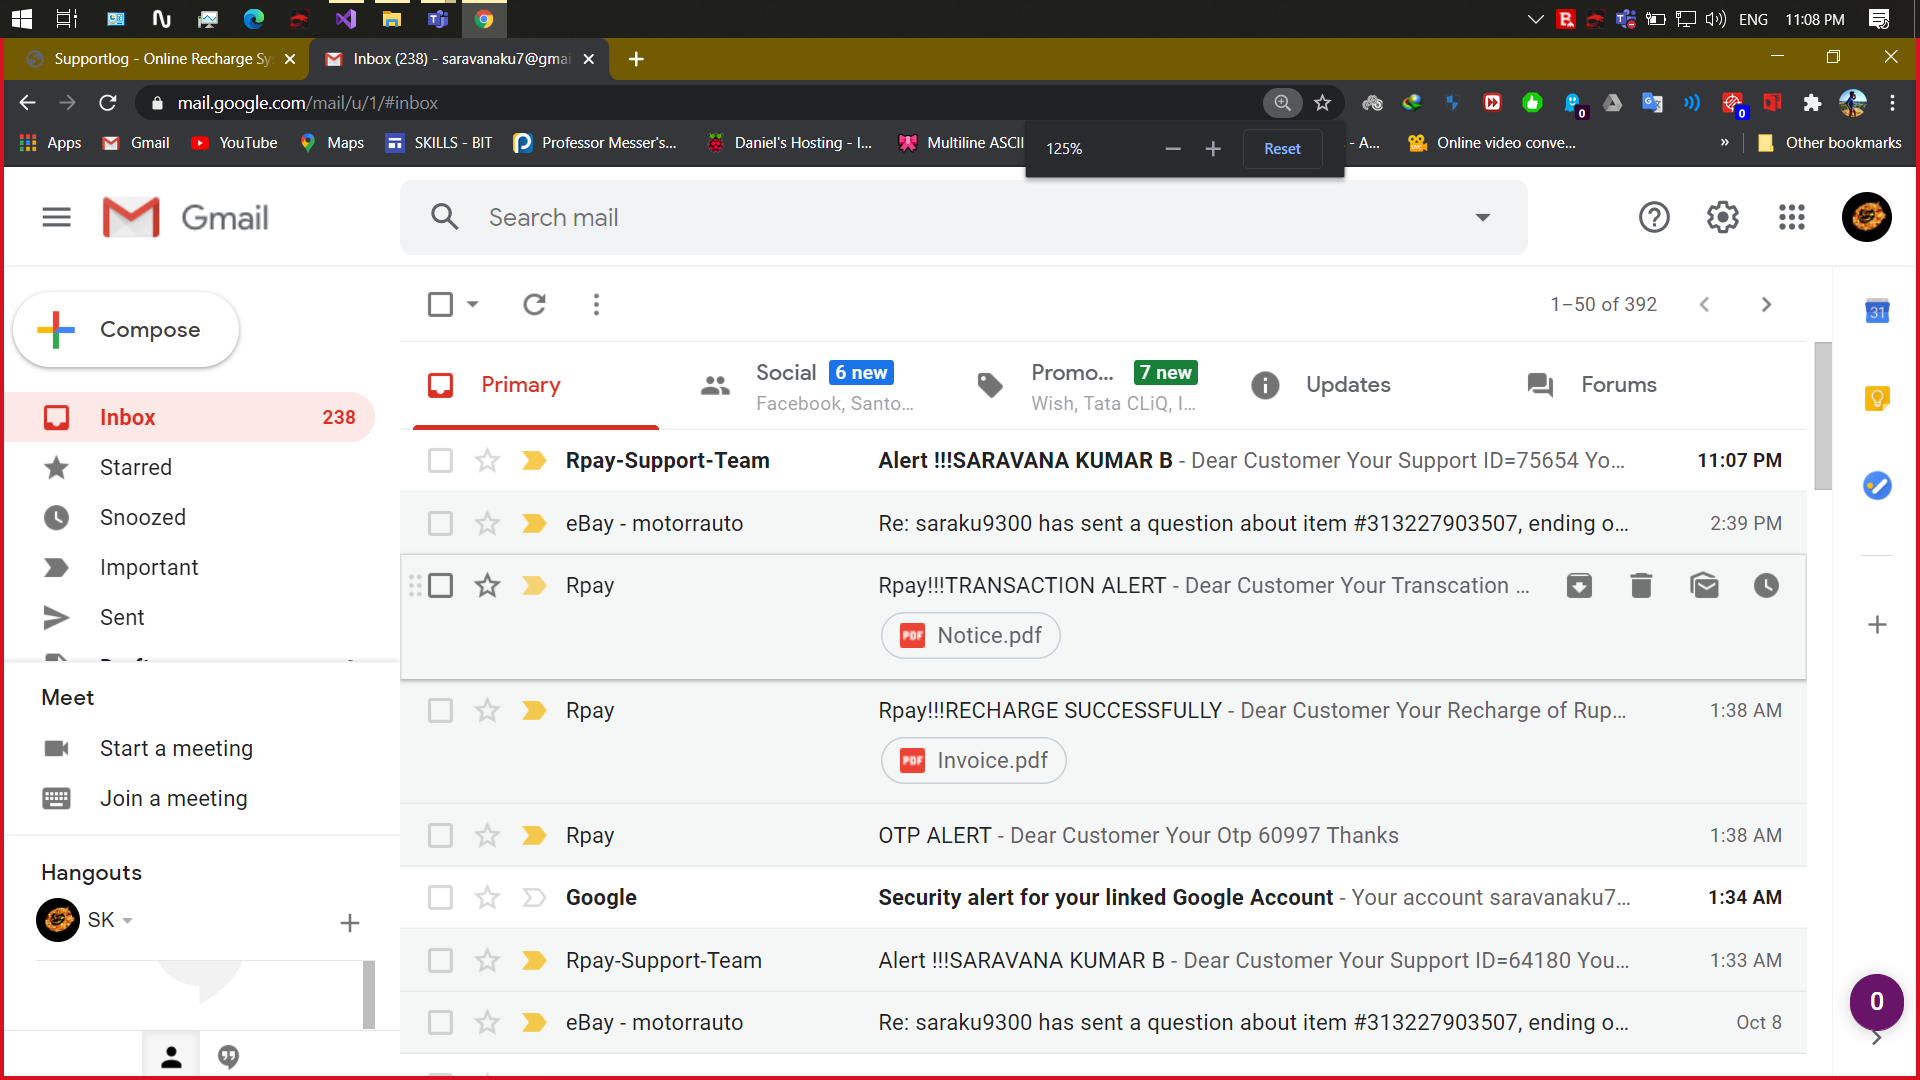 ENG 11:08 PM
Supportlog - Online Recharge Sy
Inbox (238) - saravanaku7@gmai
mail.google.com/mail/u/1/#inbox
0 0
Apps Gmail YouTube Maps SKILLS - BIT Professor Messer's... Daniel's Hosting - I... Multiline ASCII - A... Online video conve... » Other bookmarks
125% Reset
Gmail
Search mail
Compose
1–50 of 392
31
Primary
Social 6 new
Facebook, Santo...
Promo... 7 new
Wish, Tata CLiQ, I...
Updates
Forums
Inbox 238
Starred
Snoozed
Important
Sent
Meet
Start a meeting
Join a meeting
Hangouts
SK
Rpay-Support-Team Alert !!!SARAVANA KUMAR B - Dear Customer Your Support ID=75654 Yo... 11:07 PM
eBay - motorrauto Re: saraku9300 has sent a question about item #313227903507, ending o... 2:39 PM
Rpay Rpay!!!TRANSACTION ALERT - Dear Customer Your Transcation ...
PDF Notice.pdf
Rpay Rpay!!!RECHARGE SUCCESSFULLY - Dear Customer Your Recharge of Rup... 1:38 AM
PDF Invoice.pdf
Rpay OTP ALERT - Dear Customer Your Otp 60997 Thanks 1:38 AM
Google Security alert for your linked Google Account - Your account saravanaku7... 1:34 AM
Rpay-Support-Team Alert !!!SARAVANA KUMAR B - Dear Customer Your Support ID=64180 You... 1:33 AM
eBay - motorrauto Re: saraku9300 has sent a question about item #313227903507, ending o... Oct 8
0